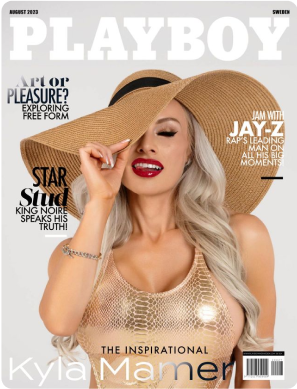 AUGUST 2023
SWEDEN
PLAYBOY
Art or
PLEASURE?
EXPLORING
FREE FORM
JAM WITH
JAY-Z
RAP'S LEADING
MAN ON
ALL HIS BIG
MOMENTS!
STAR
Stud
KING NOIRE
SPEAKS HIS
TRUTH!
THE INSPIRATIONAL
Kyla Mamer